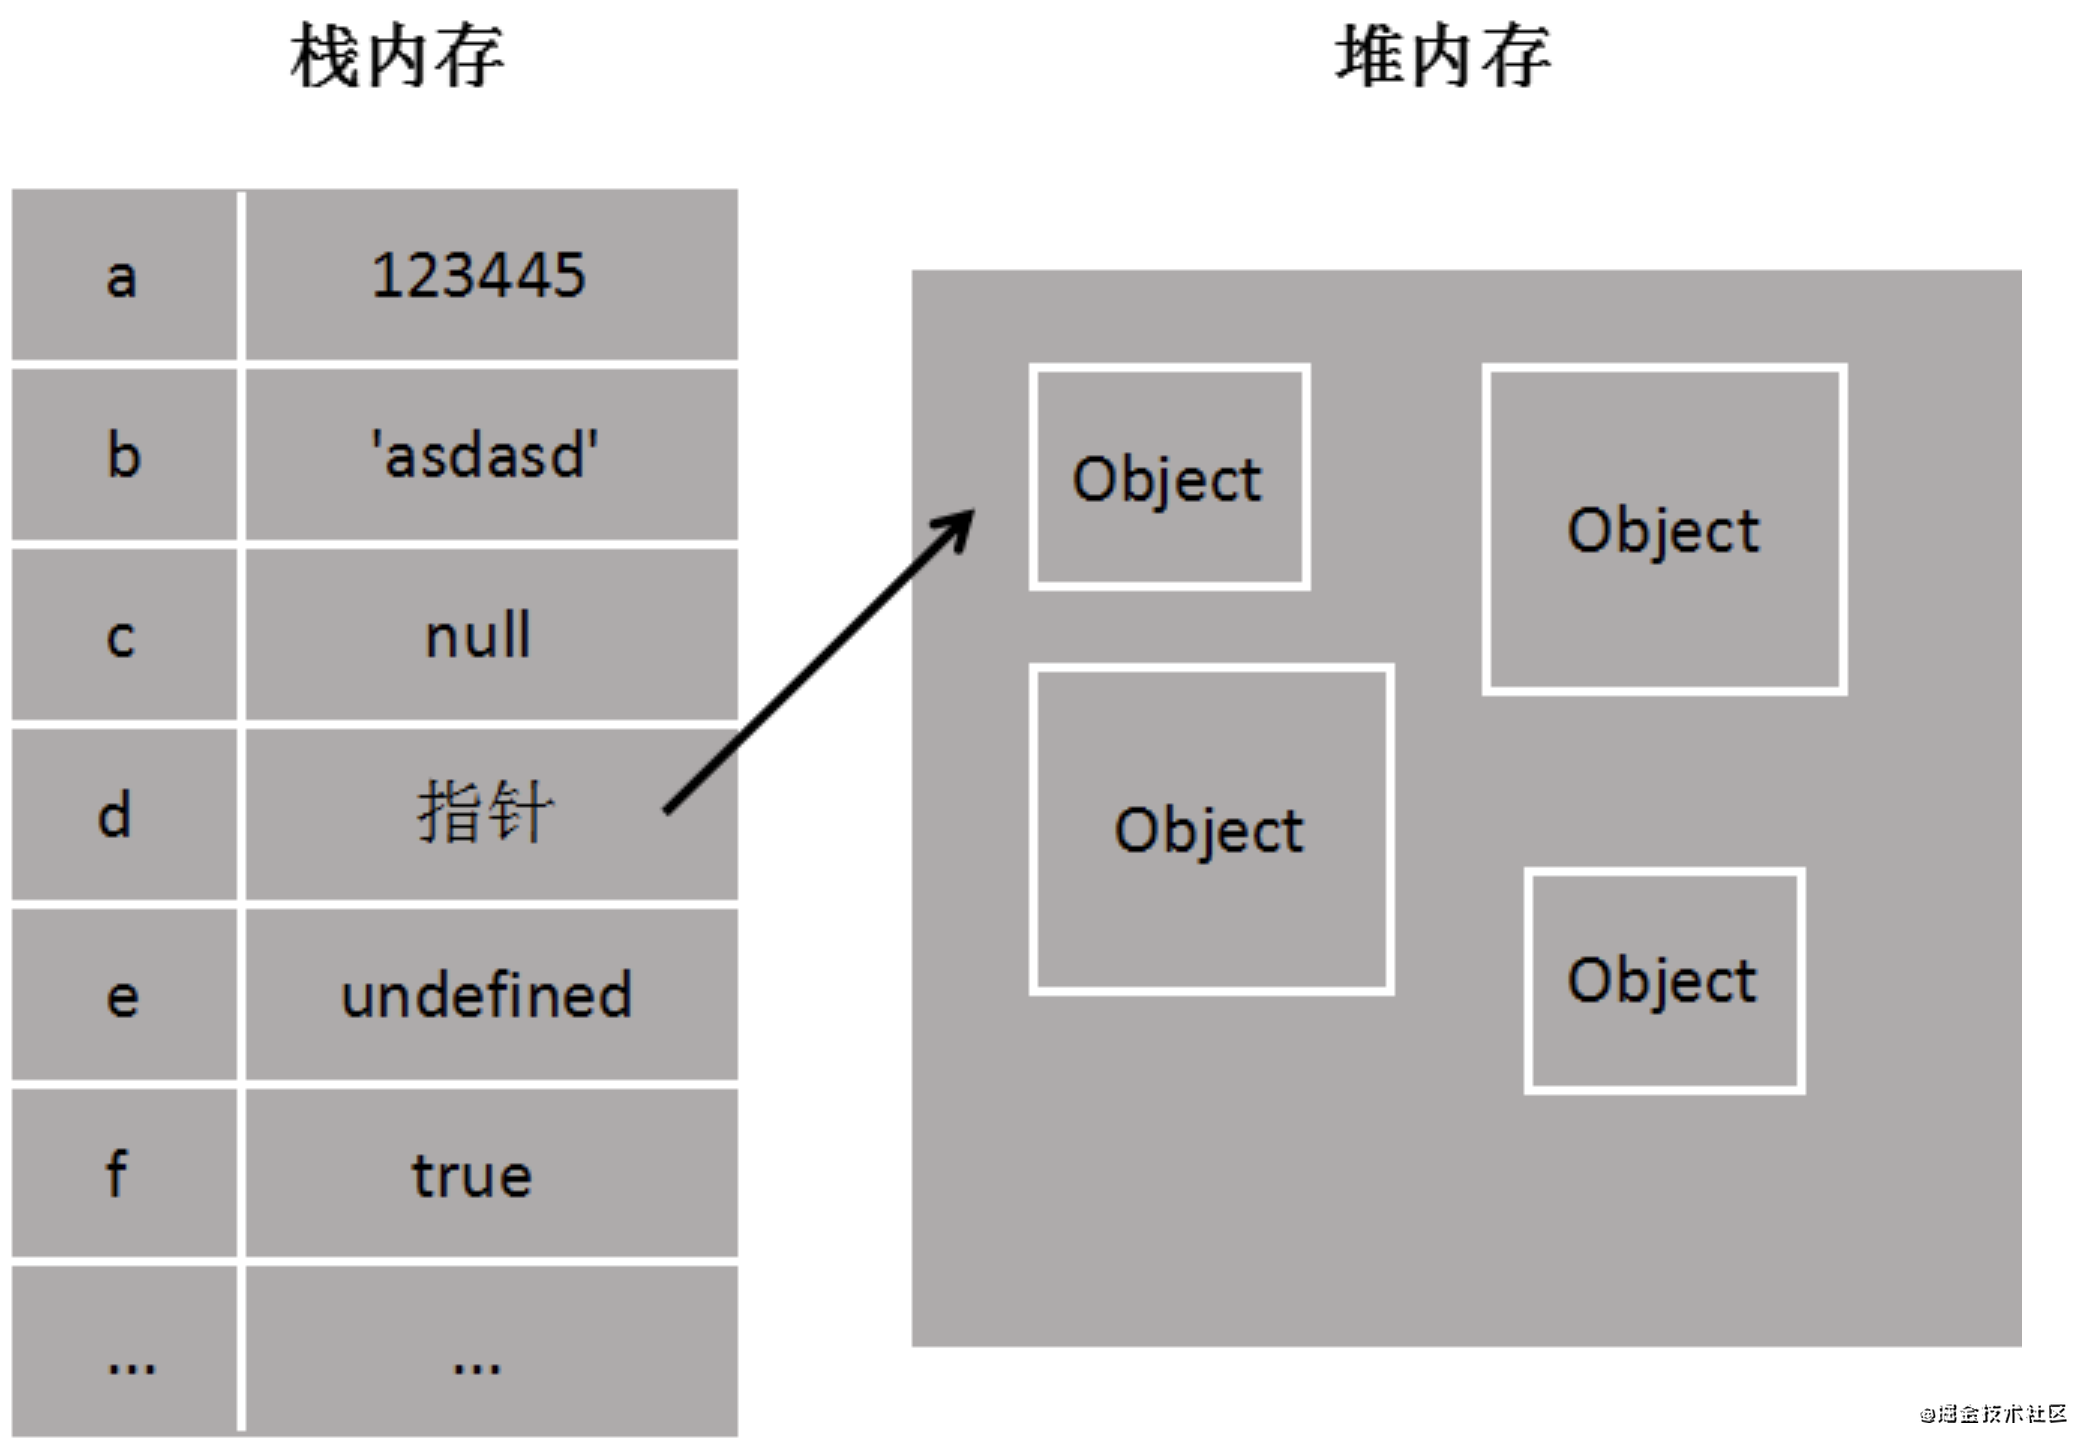 栈内存
堆内存
a 123445
b 'asdasd'
c null
d 指针
e undefined
f true
... ...
Object
Object
Object
Object
@掘金技术社区